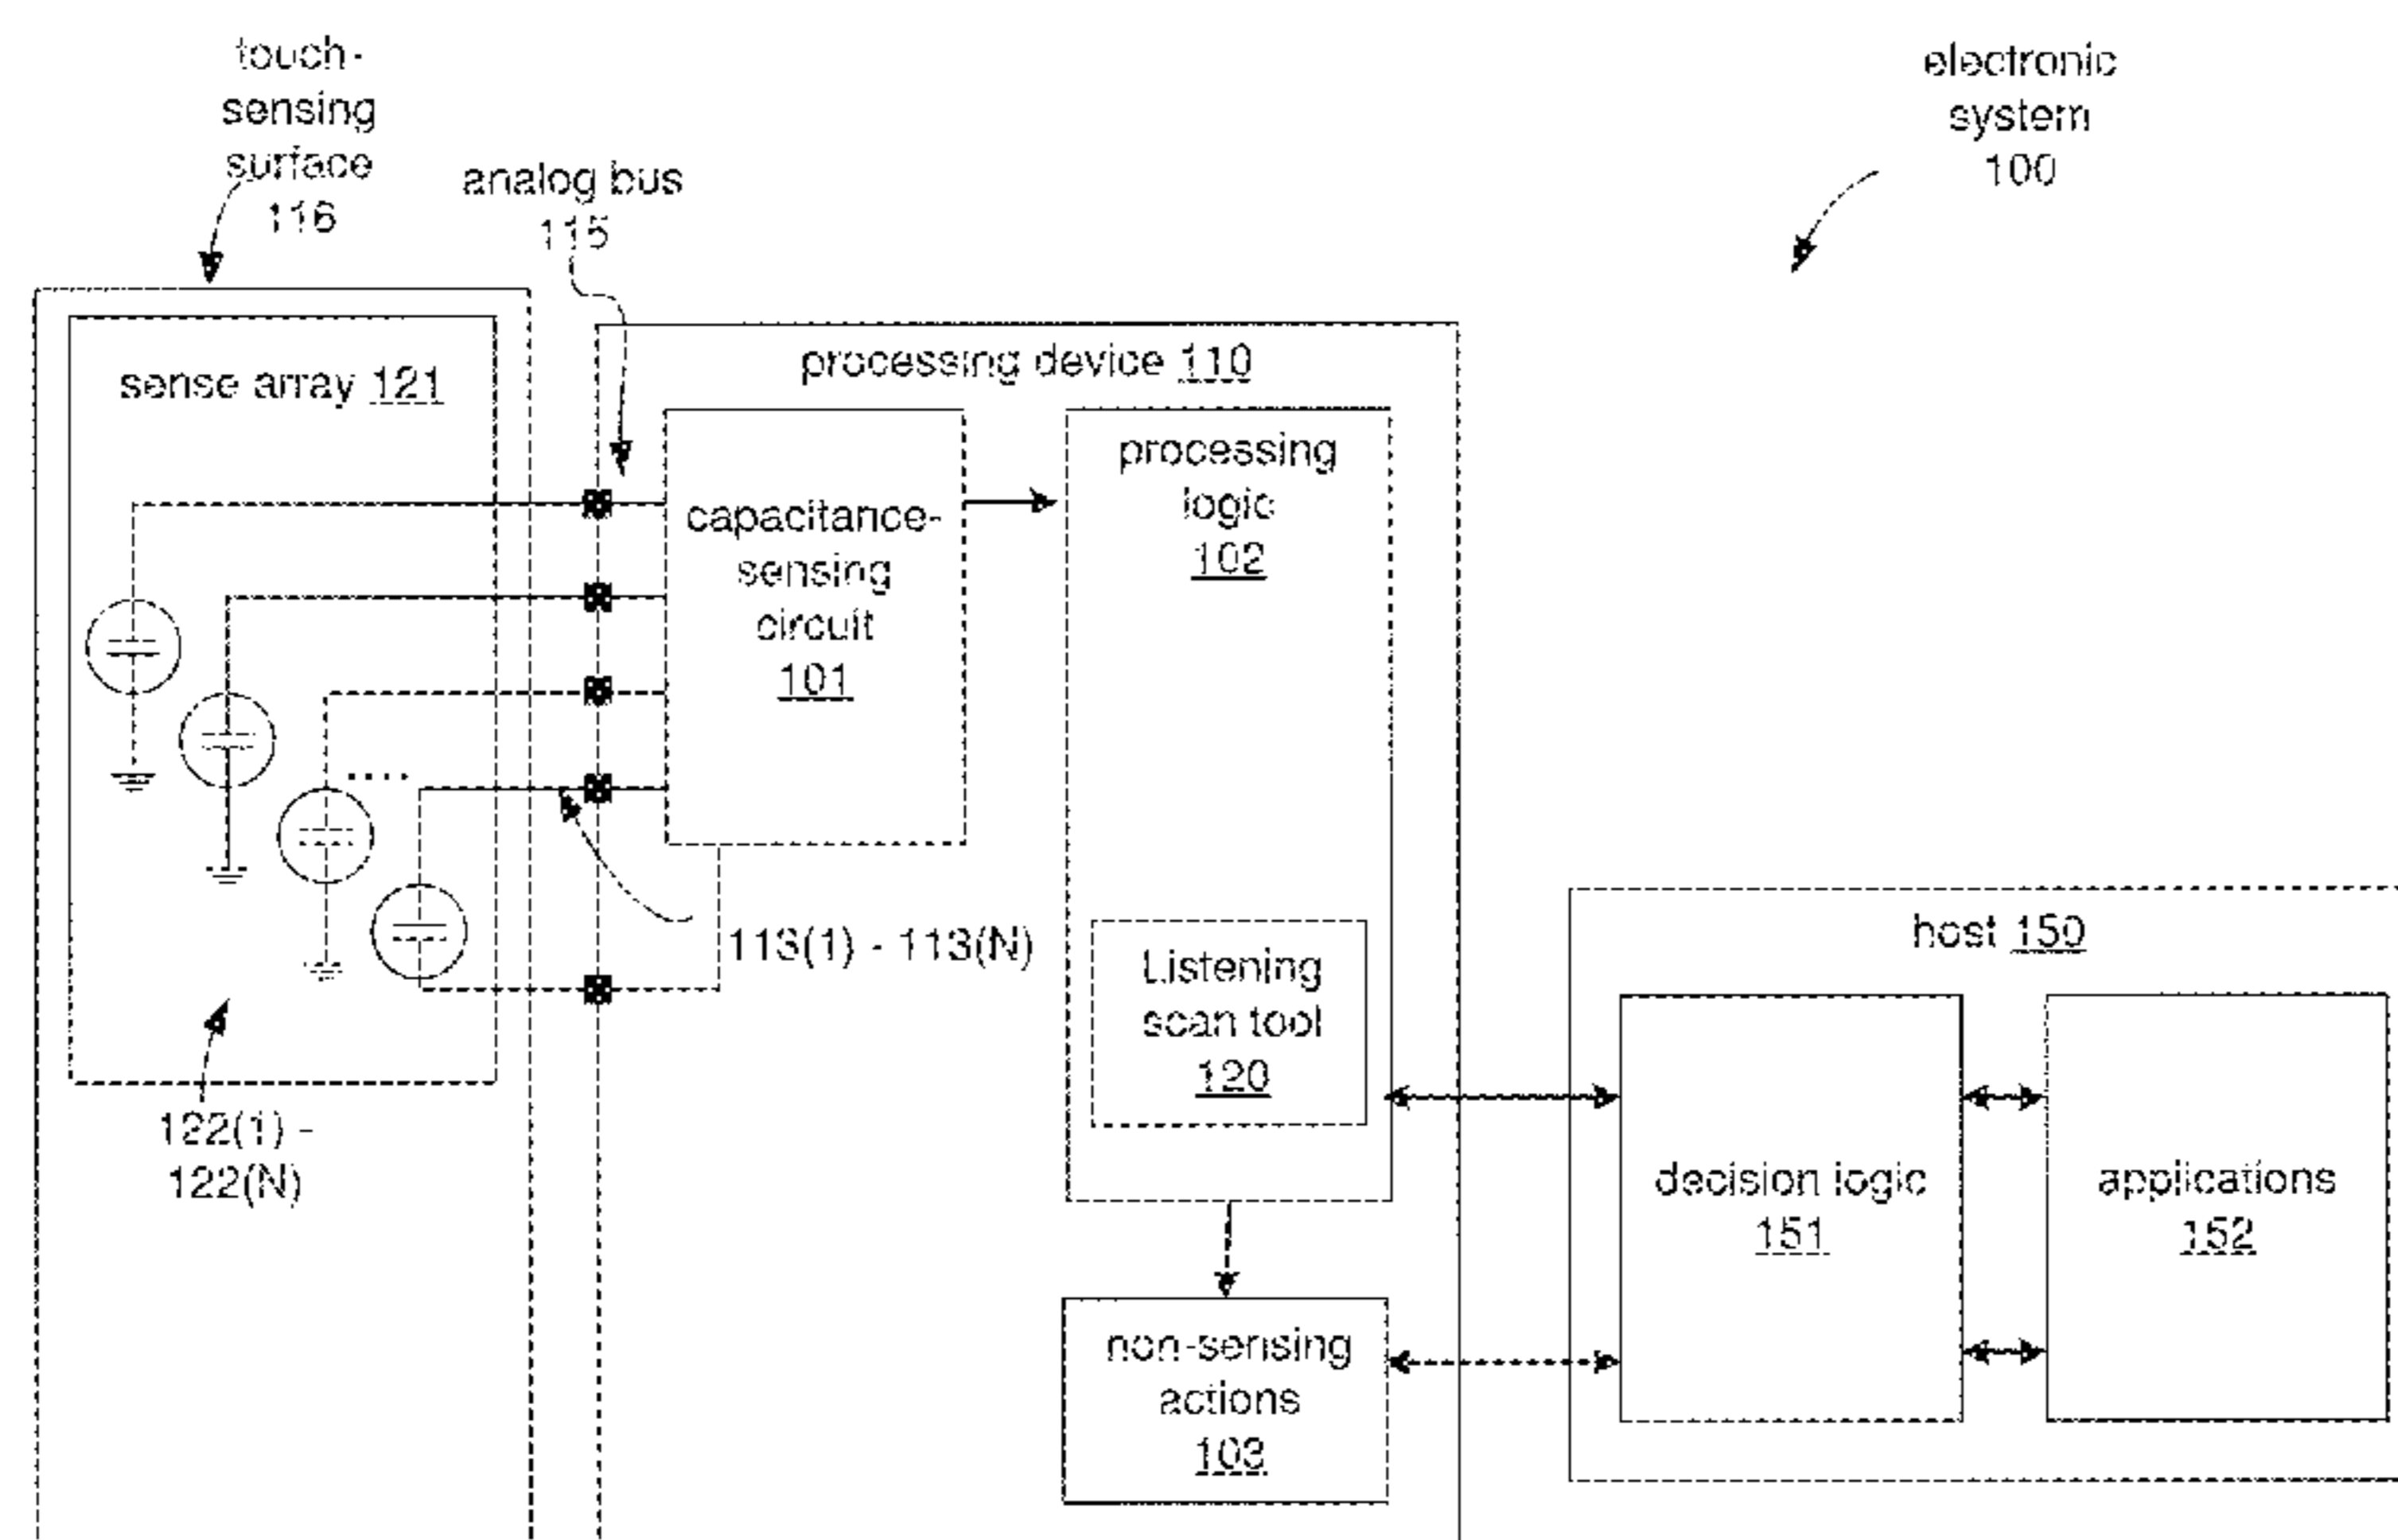 touch-
sensing
surface
116
analog bus
115
electronic
system
100
sense array 121
processing device 110
capacitance-
sensing
circuit
101
processing
logic
102
113(1) - 113(N)
Listening
scan tool
120
122(1) -
122(N)
host 150
decision logic
151
applications
152
non-sensing
actions
103